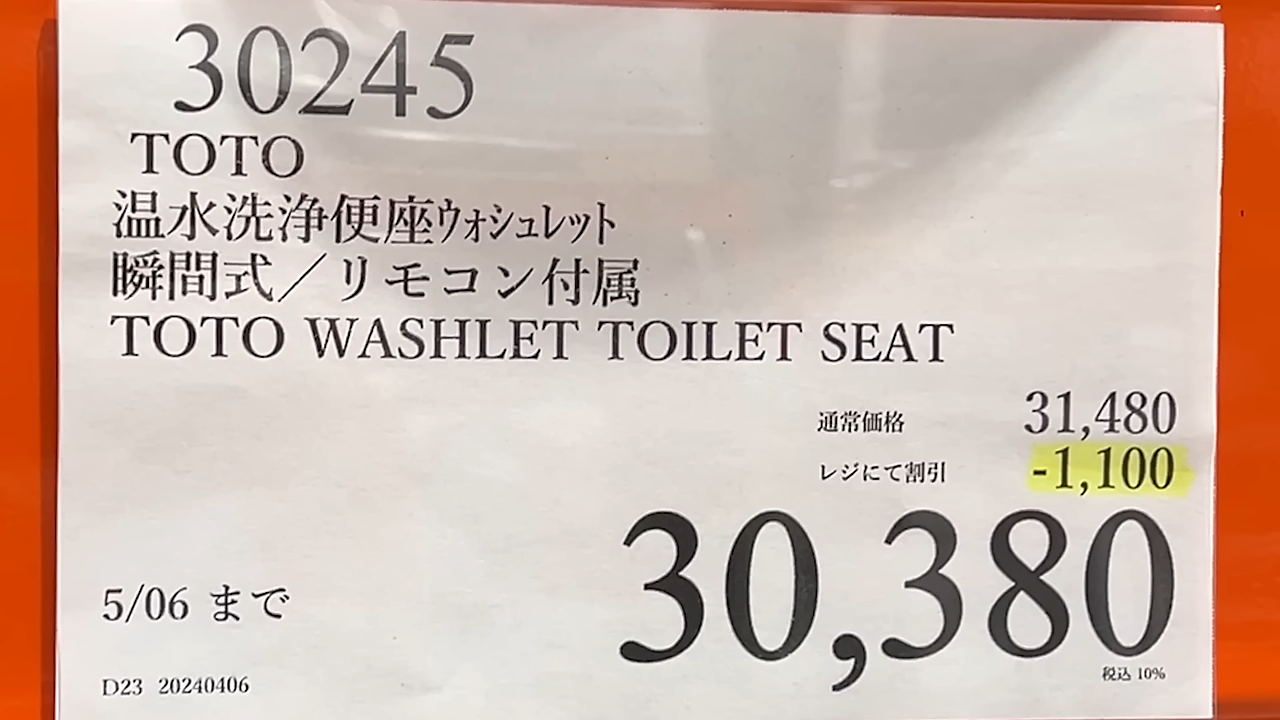 30245
TOTO
温水洗浄便座ｳｫｼｭﾚｯﾄ
瞬間式／リモコン付属
TOTO WASHLET TOILET SEAT
通常価格 31,480
レジにて割引 -1,100
30,380
5/06 まで
税込 10%
D23 20240406